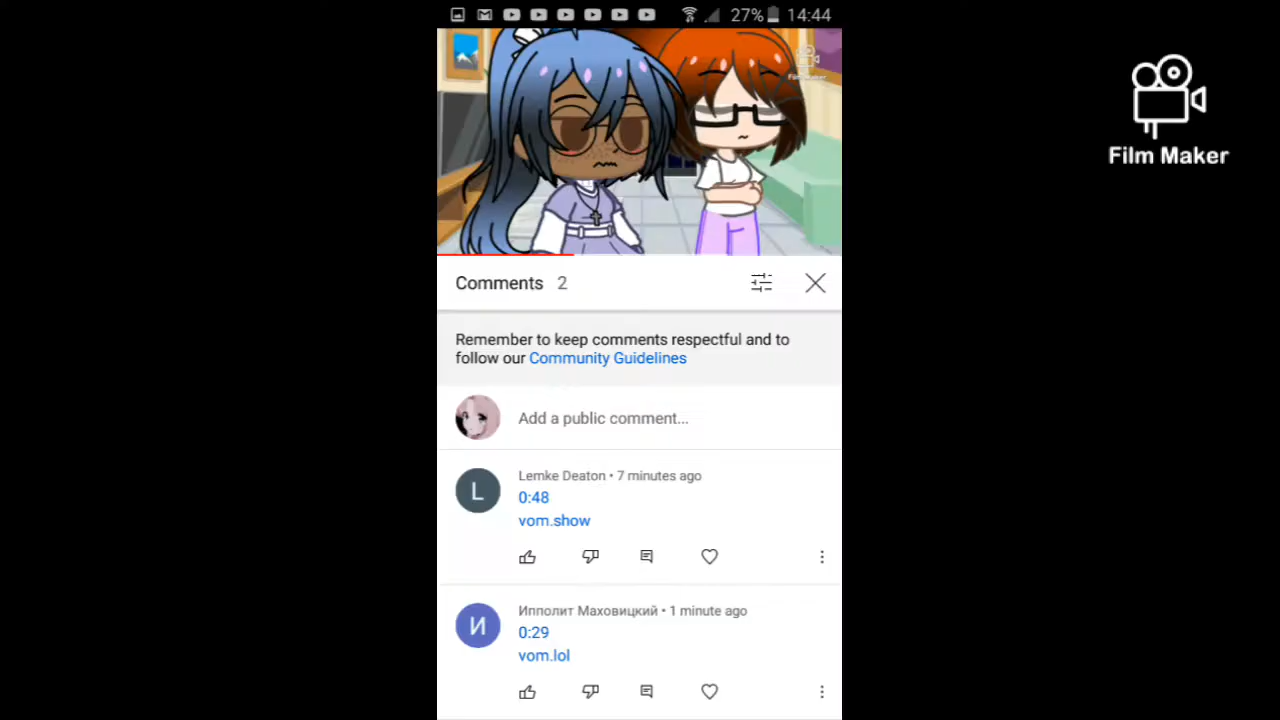 27% 14:44
Film Maker
Film Maker
Comments 2
Remember to keep comments respectful and to
follow our Community Guidelines
Add a public comment...
L
Lemke Deaton • 7 minutes ago
0:48
vom.show
И
Ипполит Маховицкий • 1 minute ago
0:29
vom.lol